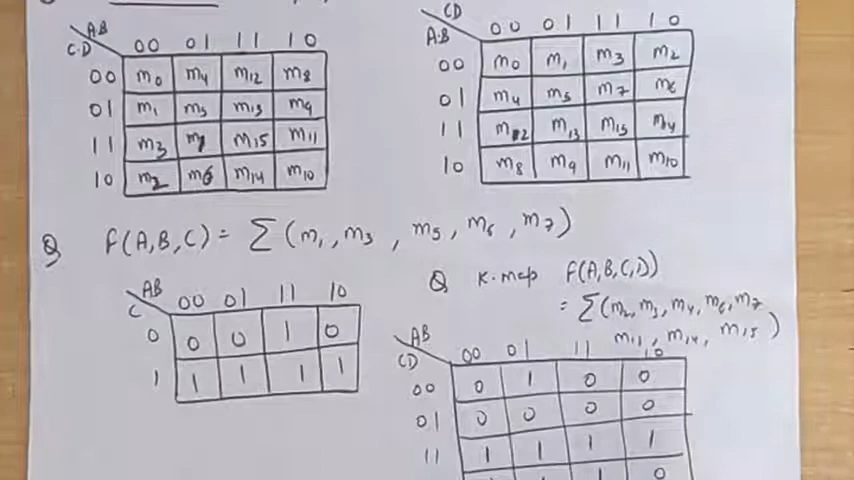 AB
CD 00 01 11 10
00 m0 m4 m12 m8
01 m1 m5 m13 m9
11 m3 m7 m15 m11
10 m2 m6 m14 m10
CD
A·B 00 01 11 10
00 m0 m1 m3 m2
01 m4 m5 m7 m6
11 m12 m13 m15 m14
10 m8 m9 m11 m10
Q F(A,B,C) = Σ (m1, m3, m5, m6, m7)
AB
C 00 01 11 10
0 0 0 1 0
1 1 1 1 1
Q K-map F(A,B,C,D)
= Σ(m2, m3, m4, m6, m7
m11, m14, m15)
AB
CD 00 01 11 10
00 0 1 0 0
01 0 0 0 0
11 1 1 1 1
1 0